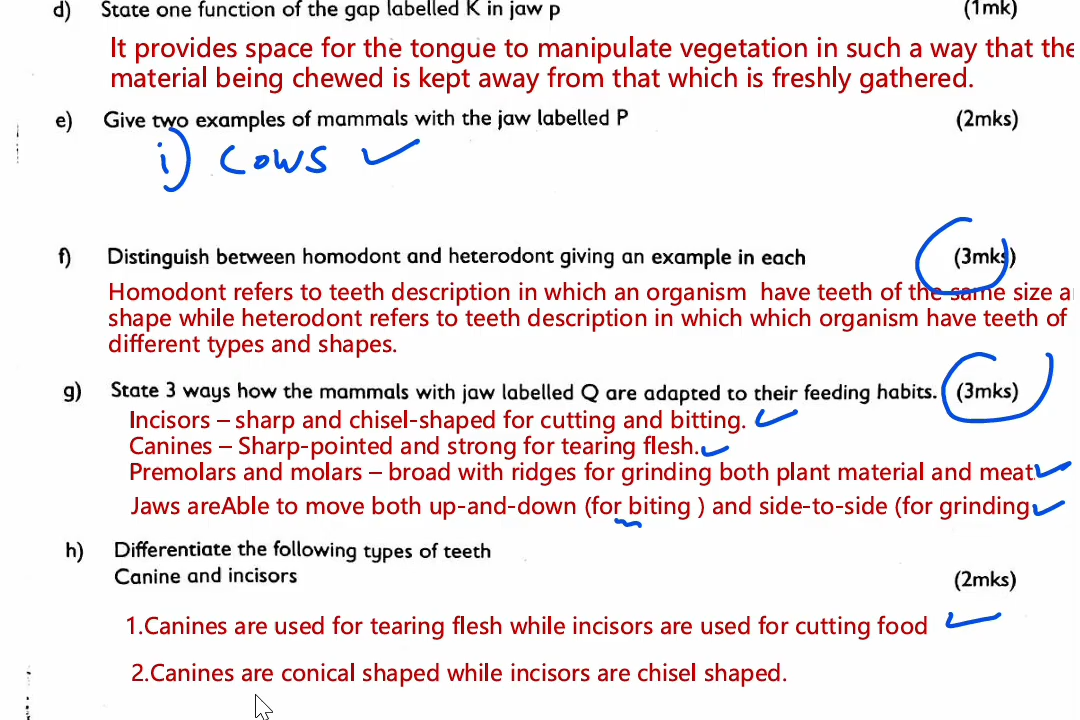 d) State one function of the gap labelled K in jaw p (1mk)
It provides space for the tongue to manipulate vegetation in such a way that the
material being chewed is kept away from that which is freshly gathered.
e) Give two examples of mammals with the jaw labelled P (2mks)
i) Cows
f) Distinguish between homodont and heterodont giving an example in each (3mks)
Homodont refers to teeth description in which an organism have teeth of the same size a
shape while heterodont refers to teeth description in which which organism have teeth of
different types and shapes.
g) State 3 ways how the mammals with jaw labelled Q are adapted to their feeding habits. (3mks)
Incisors – sharp and chisel-shaped for cutting and bitting.
Canines – Sharp-pointed and strong for tearing flesh.
Premolars and molars – broad with ridges for grinding both plant material and meat.
Jaws areAble to move both up-and-down (for biting ) and side-to-side (for grinding
h) Differentiate the following types of teeth
Canine and incisors (2mks)
1.Canines are used for tearing flesh while incisors are used for cutting food
2.Canines are conical shaped while incisors are chisel shaped.